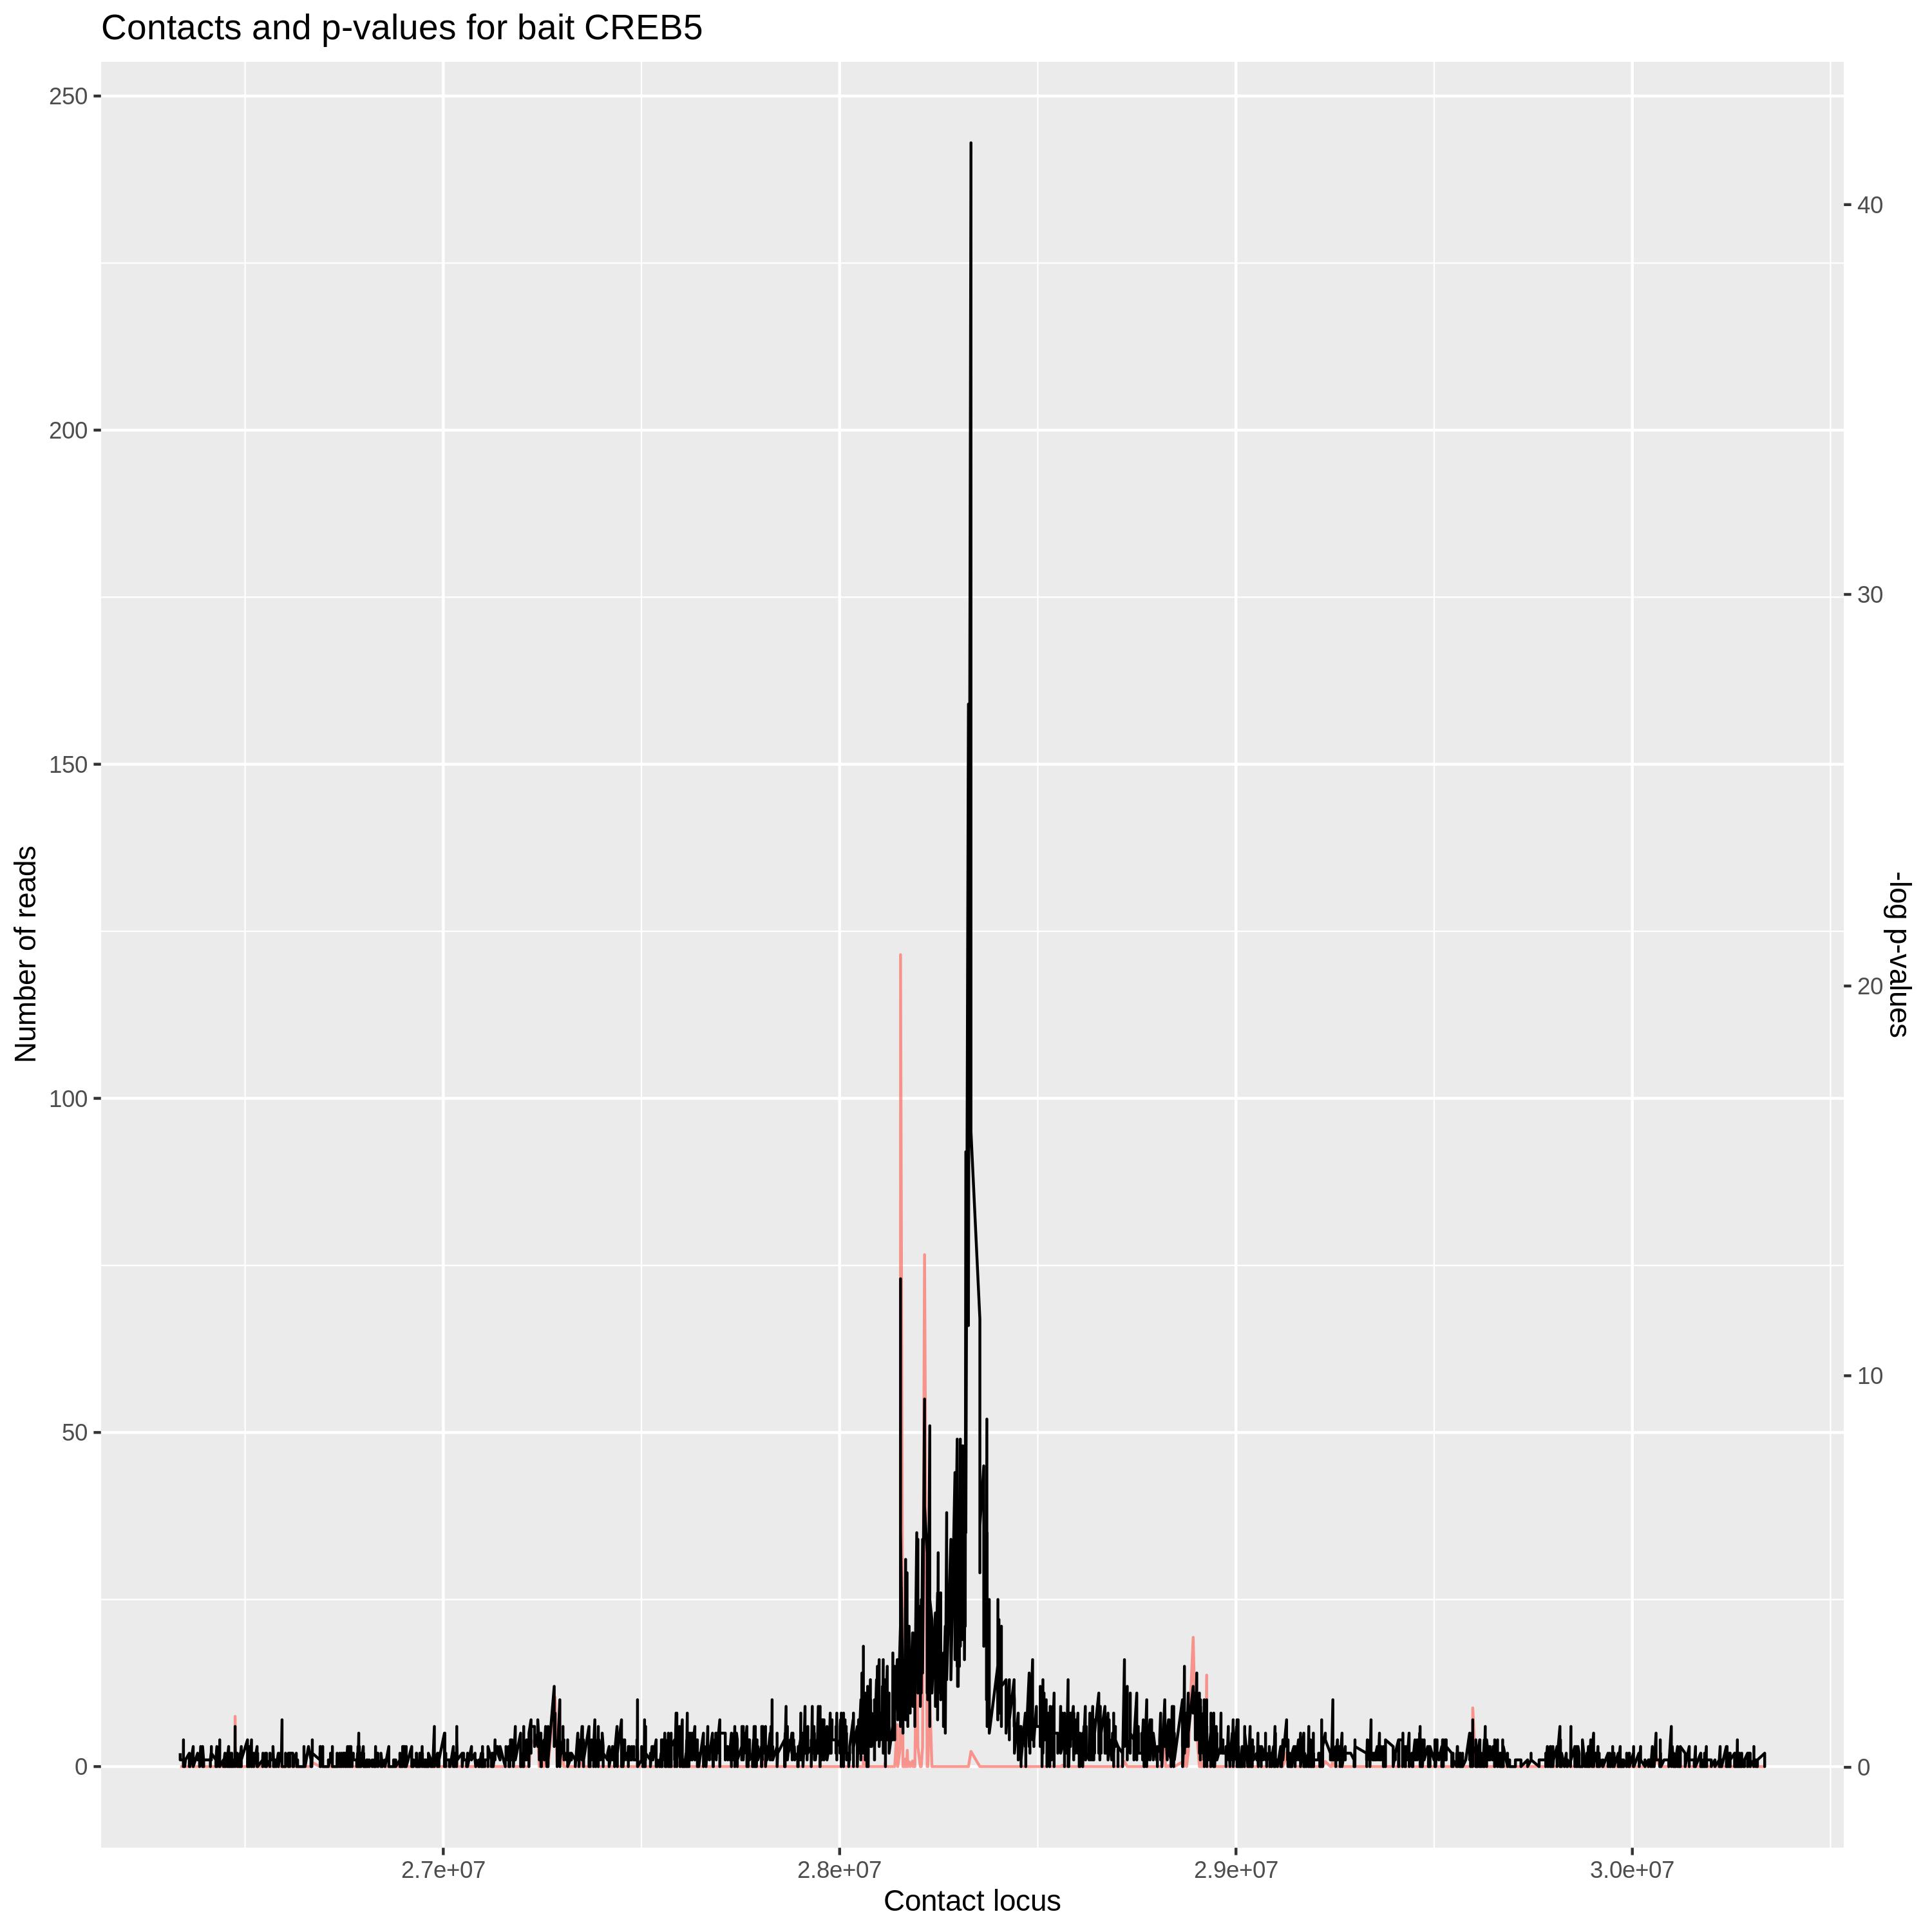 Contacts and p-values for bait CREB5
250
200
150
100
50
0
Number of reads
40
30
20
10
0
-log p-values
2.7e+07 2.8e+07 2.9e+07 3.0e+07
Contact locus